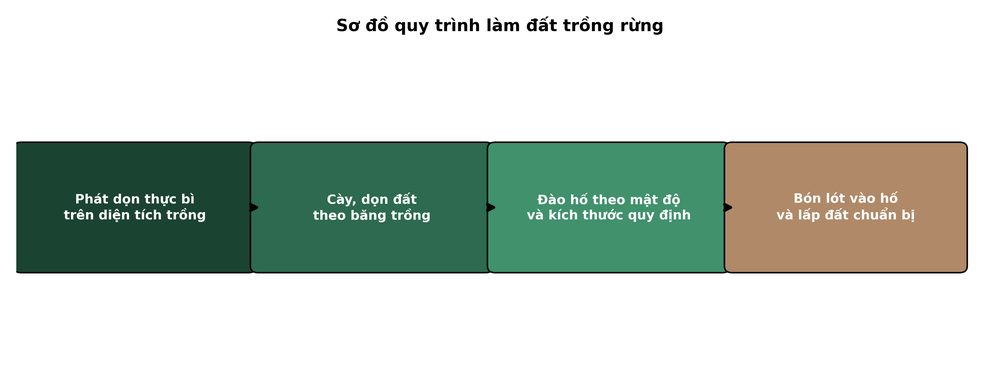 Sơ đồ quy trình làm đất trồng rừng
Phát dọn thực bì
trên diện tích trồng
Cày, dọn đất
theo băng trồng
Đào hố theo mật độ
và kích thước quy định
Bón lót vào hố
và lấp đất chuẩn bị